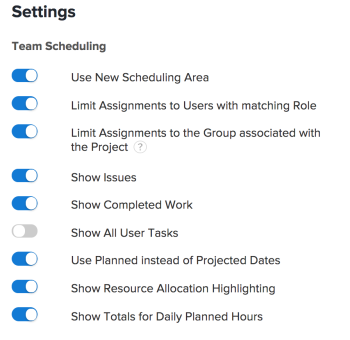 Settings
Team Scheduling
Use New Scheduling Area
Limit Assignments to Users with matching Role
Limit Assignments to the Group associated with
the Project ?
Show Issues
Show Completed Work
Show All User Tasks
Use Planned instead of Projected Dates
Show Resource Allocation Highlighting
Show Totals for Daily Planned Hours